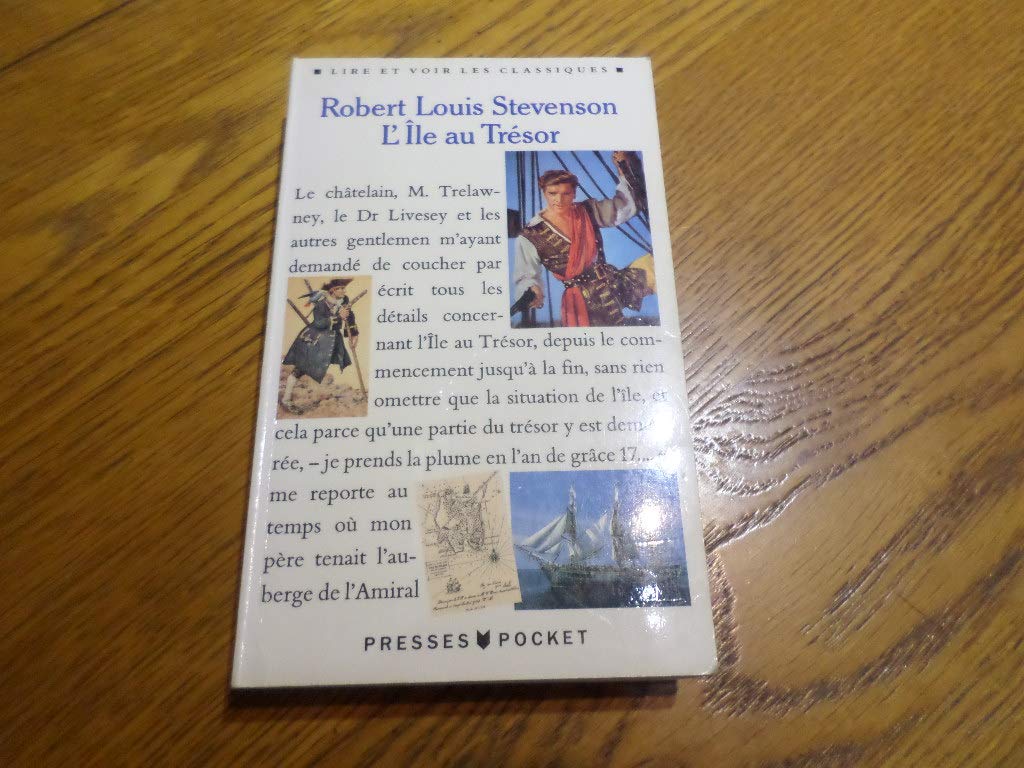 LIRE ET VOIR LES CLASSIQUES
Robert Louis Stevenson
L'Île au Trésor
Le châtelain, M. Trelaw-
ney, le Dr Livesey et les
autres gentlemen m'ayant
demandé de coucher par
écrit tous les
détails concer-
nant l'Île au Trésor, depuis le com-
mencement jusqu'à la fin, sans rien
omettre que la situation de l'île, et
cela parce qu'une partie du trésor y est
rée, – je prends la plume en l'an de grâce 17...,
me reporte au
temps où mon
père tenait l'au-
berge de l'Amiral
PRESSES POCKET